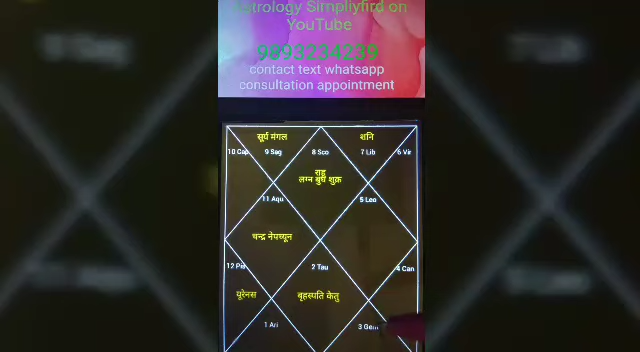 Astrology Simpliyfird on
YouTube
9893234239
contact text whatsapp
consultation appointment
सूर्य मंगल
शनि
10 Cap
9 Sag
8 Sco
7 Lib
6 Vir
राहू
लग्न बुध शुक्र
11 Aqu
5 Leo
चन्द्र नेपच्यून
12 Pis
2 Tau
4 Can
यूरेनस
बृहस्पति केतु
1 Ari
3 Gem